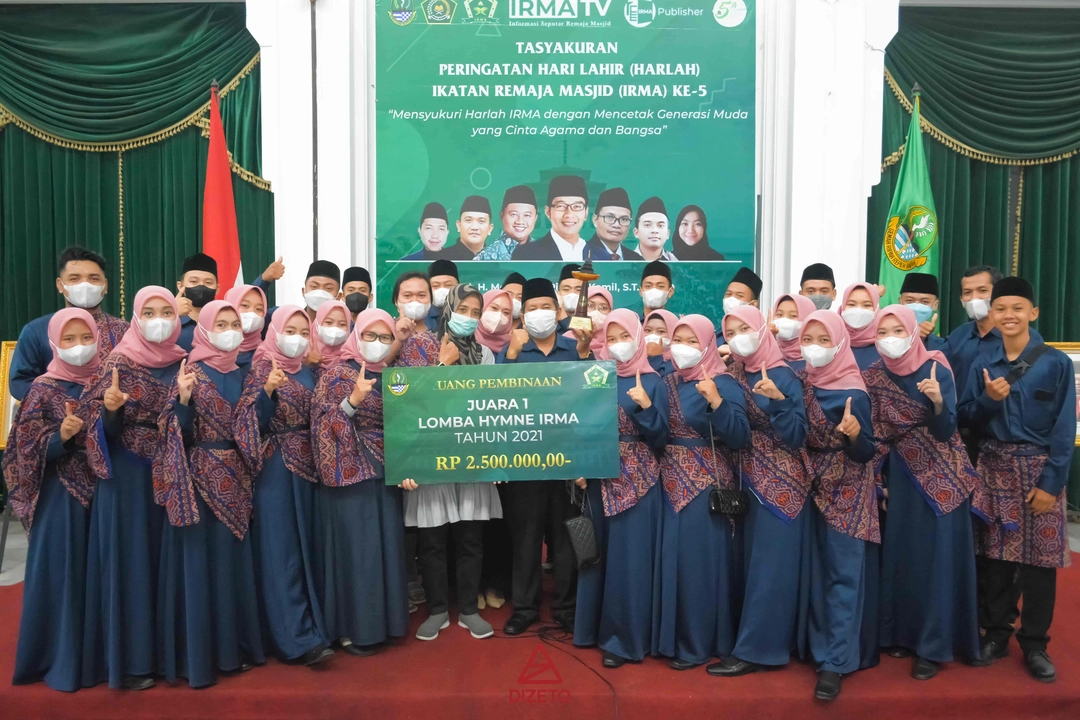 IRMA TV
Informasi Seputar Remaja Masjid
IRMA Publisher
TASYAKURAN
PERINGATAN HARI LAHIR (HARLAH)
IKATAN REMAJA MASJID (IRMA) KE-5
"Mensyukuri Harlah IRMA dengan Mencetak Generasi Muda
yang Cinta Agama dan Bangsa"
H. M Kamil, S.T.
UANG PEMBINAAN
JUARA 1
LOMBA HYMNE IRMA
TAHUN 2021
RP 2.500.000,00-
DIZETO